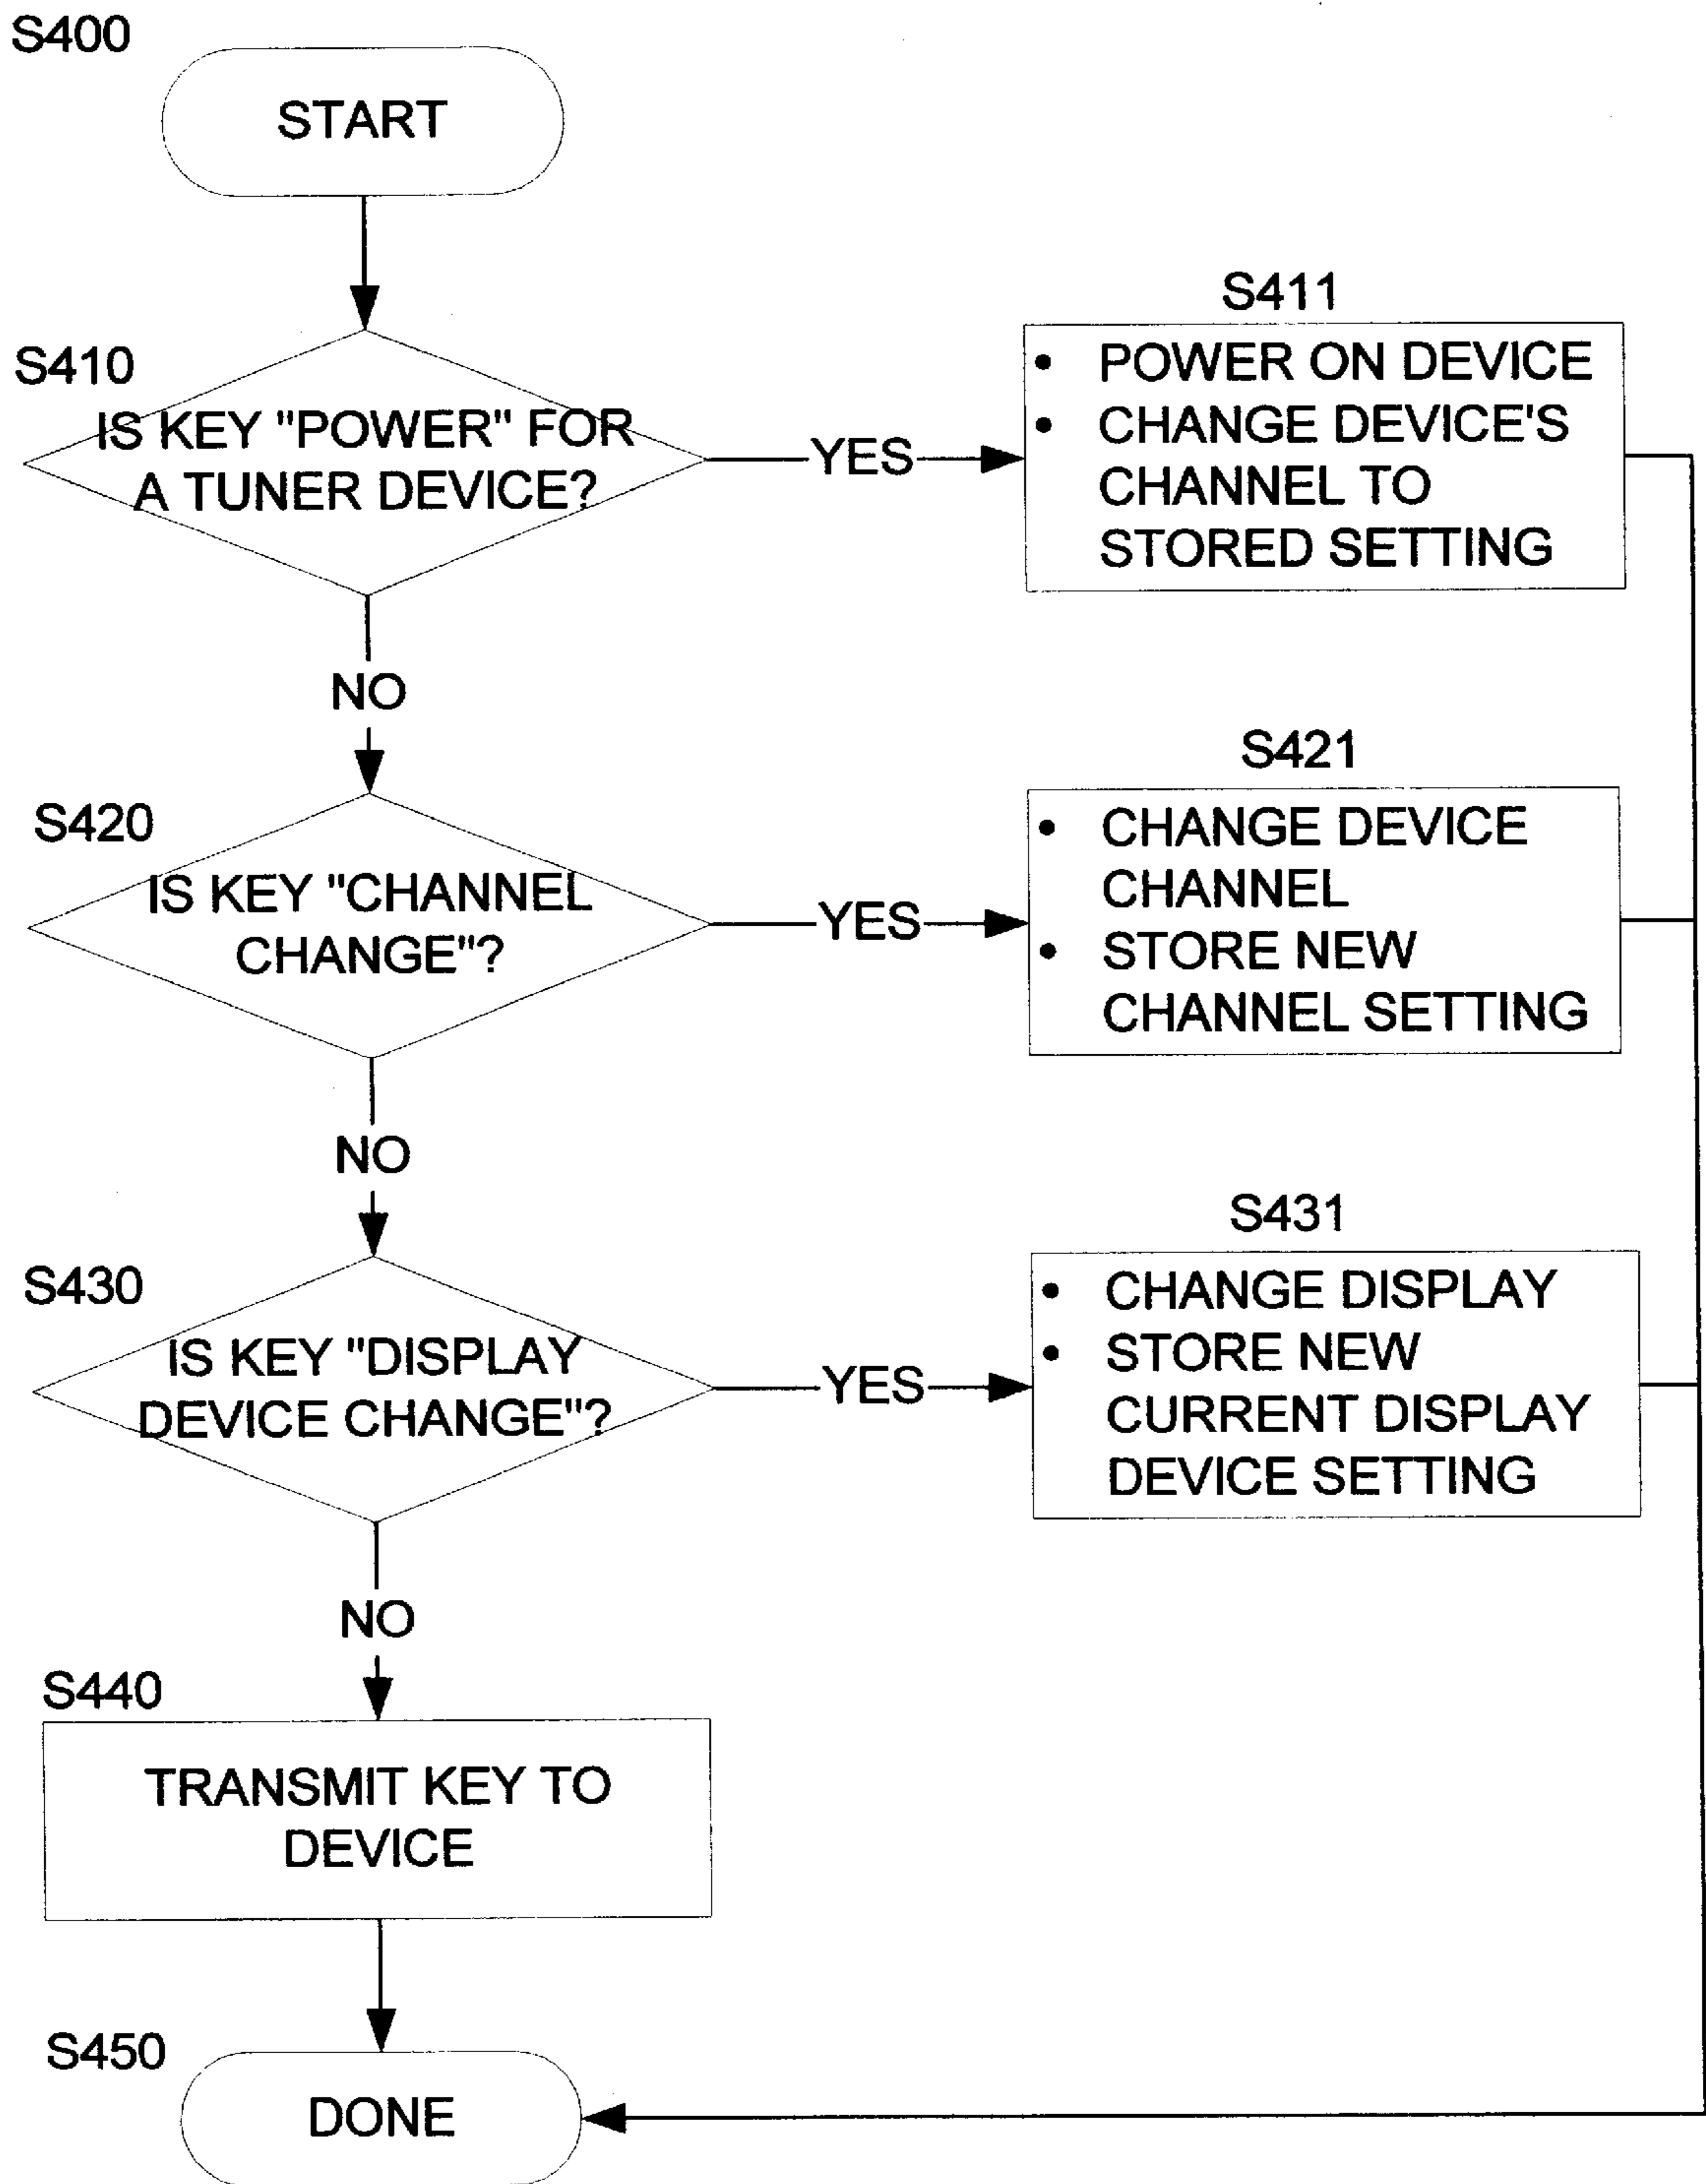 S400
START
S410
IS KEY "POWER" FOR
A TUNER DEVICE?
YES
S411
• POWER ON DEVICE
• CHANGE DEVICE'S
CHANNEL TO
STORED SETTING
NO
S420
IS KEY "CHANNEL
CHANGE"?
YES
S421
• CHANGE DEVICE
CHANNEL
• STORE NEW
CHANNEL SETTING
NO
S430
IS KEY "DISPLAY
DEVICE CHANGE"?
YES
S431
• CHANGE DISPLAY
• STORE NEW
CURRENT DISPLAY
DEVICE SETTING
NO
S440
TRANSMIT KEY TO
DEVICE
S450
DONE